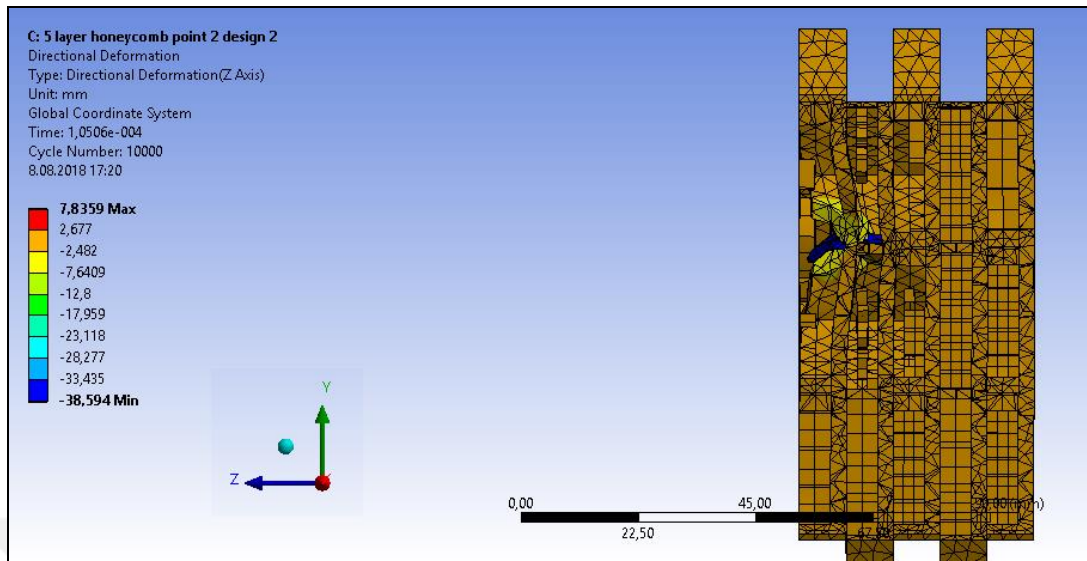 C: 5 layer honeycomb point 2 design 2
Directional Deformation
Type: Directional Deformation(Z Axis)
Unit: mm
Global Coordinate System
Time: 1,0506e-004
Cycle Number: 10000
8.08.2018 17:20
7,8359 Max
2,677
-2,482
-7,6409
-12,8
-17,959
-23,118
-28,277
-33,435
-38,594 Min
Y
Z
0,00
45,00
22,50